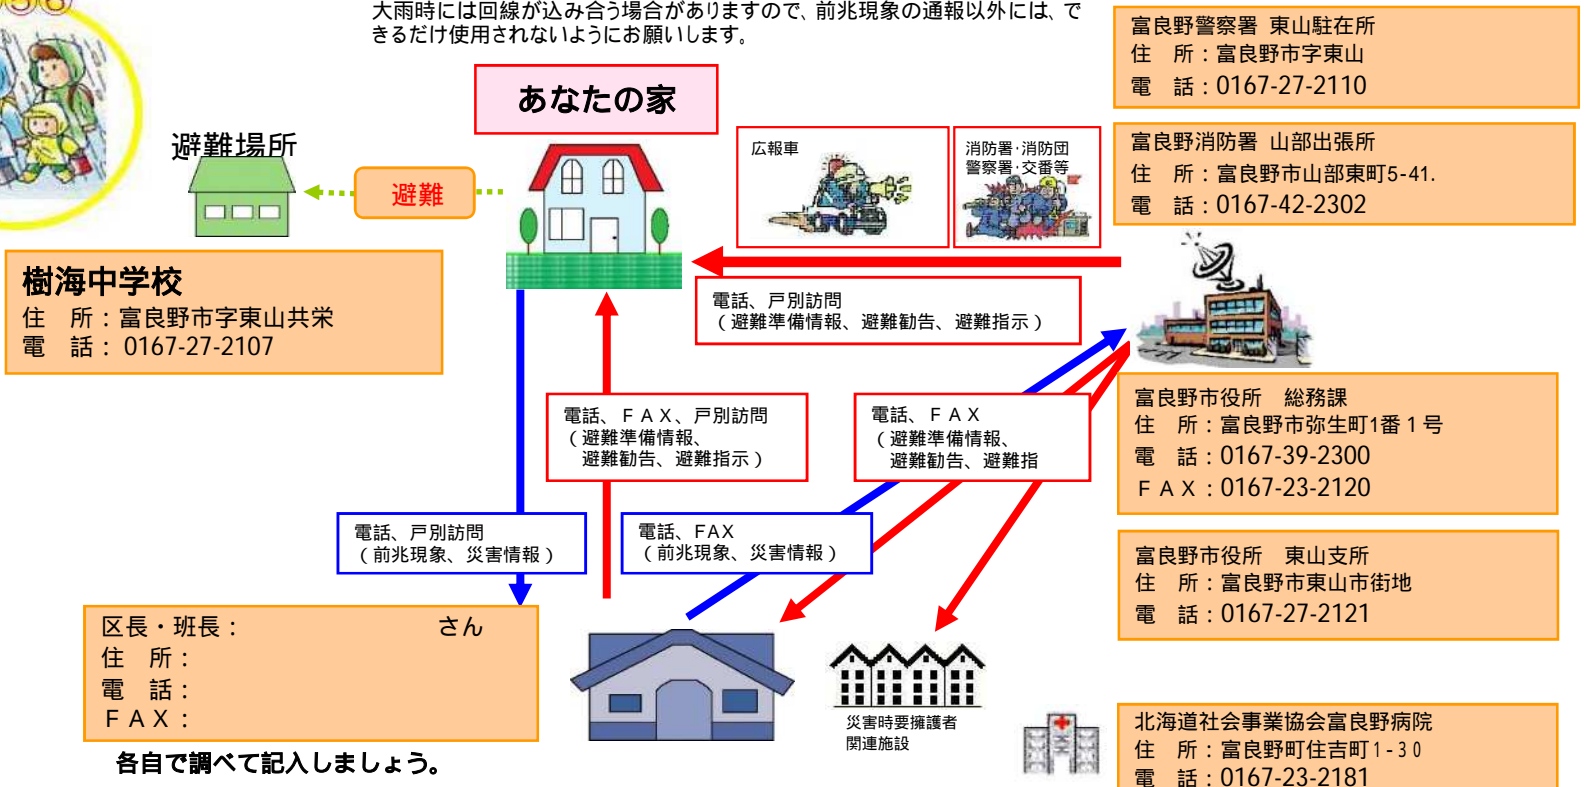 大雨時には回線が込み合う場合がありますので、前兆現象の通報以外には、で
きるだけ使用されないようにお願いします。
富良野警察署 東山駐在所
住　所：富良野市字東山
電　話：0167-27-2110
あなたの家
避難場所
避難
広報車
消防署・消防団
警察署・交番等
富良野消防署 山部出張所
住　所：富良野市山部東町5-41.
電　話：0167-42-2302
樹海中学校
住　所：富良野市字東山共栄
電　話： 0167-27-2107
電話、戸別訪問
（避難準備情報、避難勧告、避難指示）
電話、ＦＡＸ、戸別訪問
（避難準備情報、
避難勧告、避難指示）
電話、ＦＡＸ
（避難準備情報、
避難勧告、避難指
富良野市役所　総務課
住　所：富良野市弥生町1番１号
電　話：0167-39-2300
ＦＡＸ：0167-23-2120
電話、戸別訪問
（前兆現象、災害情報）
電話、FAX
（前兆現象、災害情報）
富良野市役所　東山支所
住　所：富良野市東山市街地
電　話：0167-27-2121
区長・班長：　　　　　　　　さん
住　所：
電　話：
ＦＡＸ：
各自で調べて記入しましょう。
災害時要擁護者
関連施設
北海道社会事業協会富良野病院
住　所：富良野町住吉町1-30
電　話：0167-23-2181